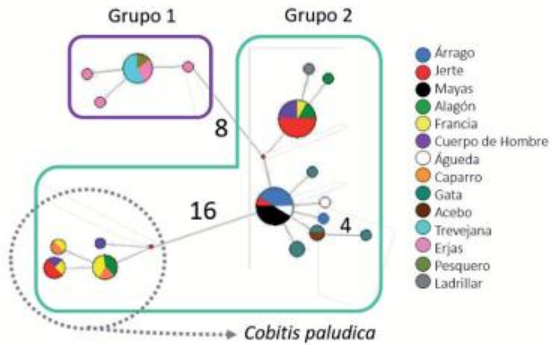 Grupo 1
Grupo 2
8
16
4
Cobitis paludica
Árrago
Jerte
Mayas
Alagón
Francia
Cuerpo de Hombre
Águeda
Caparro
Gata
Acebo
Trevejana
Erjas
Pesquero
Ladrillar